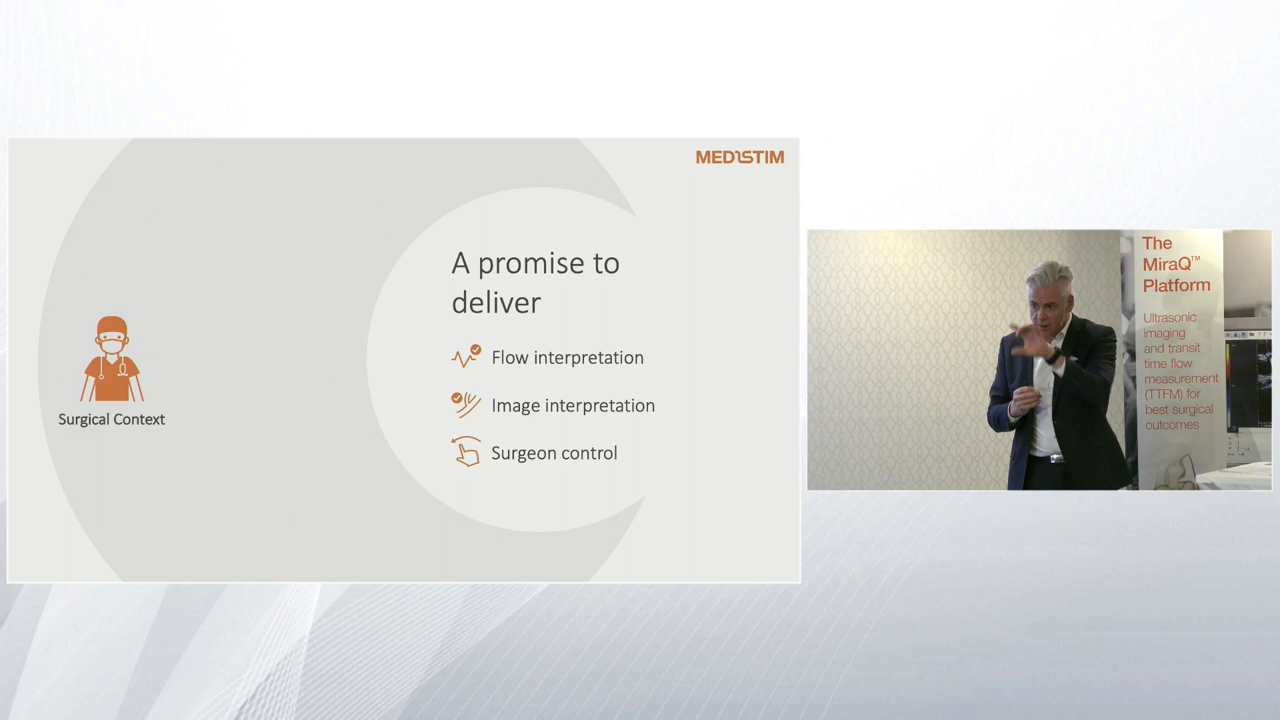 MEDISTIM
A promise to
deliver
Flow interpretation
Image interpretation
Surgeon control
Surgical Context
The
MiraQ™
Platform
Ultrasonic
imaging
and transit
time flow
measurement
(TTFM) for
best surgical
outcomes